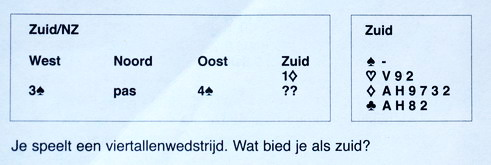 Zuid/NZ
West Noord Oost Zuid
1♢
3♠ pas 4♠ ??
Zuid
♠ -
♡ V 9 2
♢ A H 9 7 3 2
♣ A H 8 2
Je speelt een viertallenwedstrijd. Wat bied je als zuid?